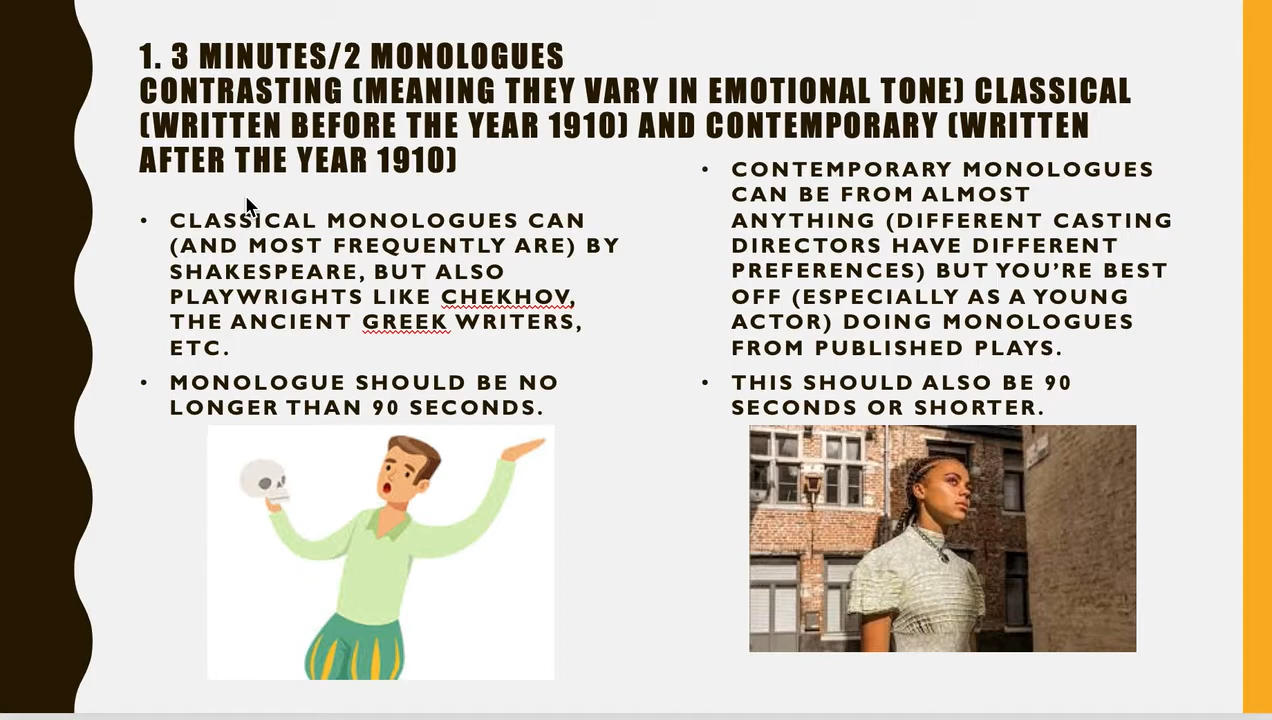 1. 3 MINUTES/2 MONOLOGUES
CONTRASTING (MEANING THEY VARY IN EMOTIONAL TONE) CLASSICAL
(WRITTEN BEFORE THE YEAR 1910) AND CONTEMPORARY (WRITTEN
AFTER THE YEAR 1910)
• CLASSICAL MONOLOGUES CAN
(AND MOST FREQUENTLY ARE) BY
SHAKESPEARE, BUT ALSO
PLAYWRIGHTS LIKE CHEKHOV,
THE ANCIENT GREEK WRITERS,
ETC.
• MONOLOGUE SHOULD BE NO
LONGER THAN 90 SECONDS.
• CONTEMPORARY MONOLOGUES
CAN BE FROM ALMOST
ANYTHING (DIFFERENT CASTING
DIRECTORS HAVE DIFFERENT
PREFERENCES) BUT YOU’RE BEST
OFF (ESPECIALLY AS A YOUNG
ACTOR) DOING MONOLOGUES
FROM PUBLISHED PLAYS.
• THIS SHOULD ALSO BE 90
SECONDS OR SHORTER.